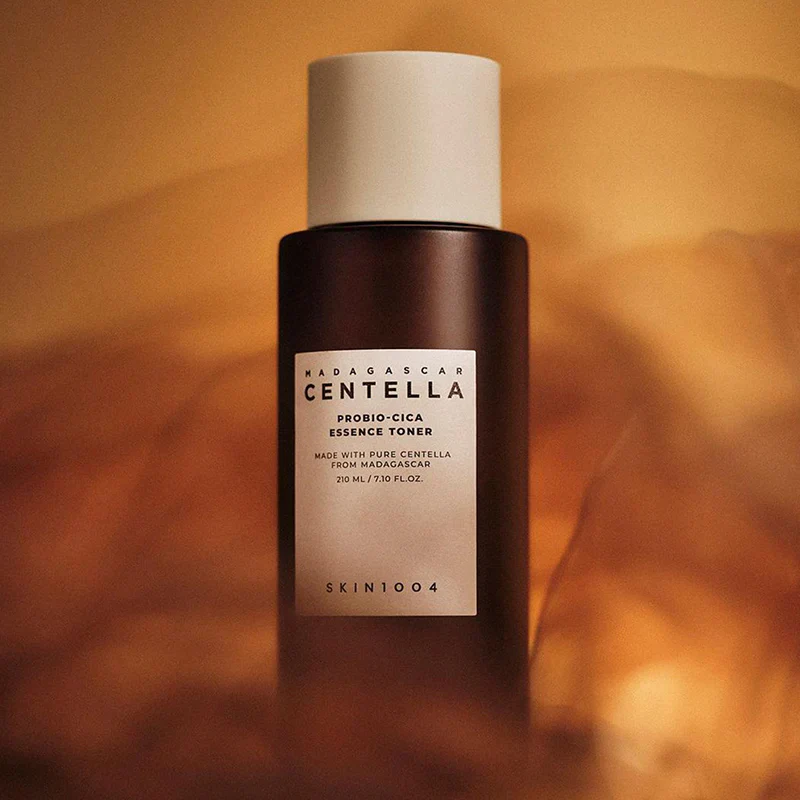 MADAGASCAR
CENTELLA
PROBIO-CICA
ESSENCE TONER
MADE WITH PURE CENTELLA
FROM MADAGASCAR
210 ML / 7.10 FL.OZ.
SKIN1004